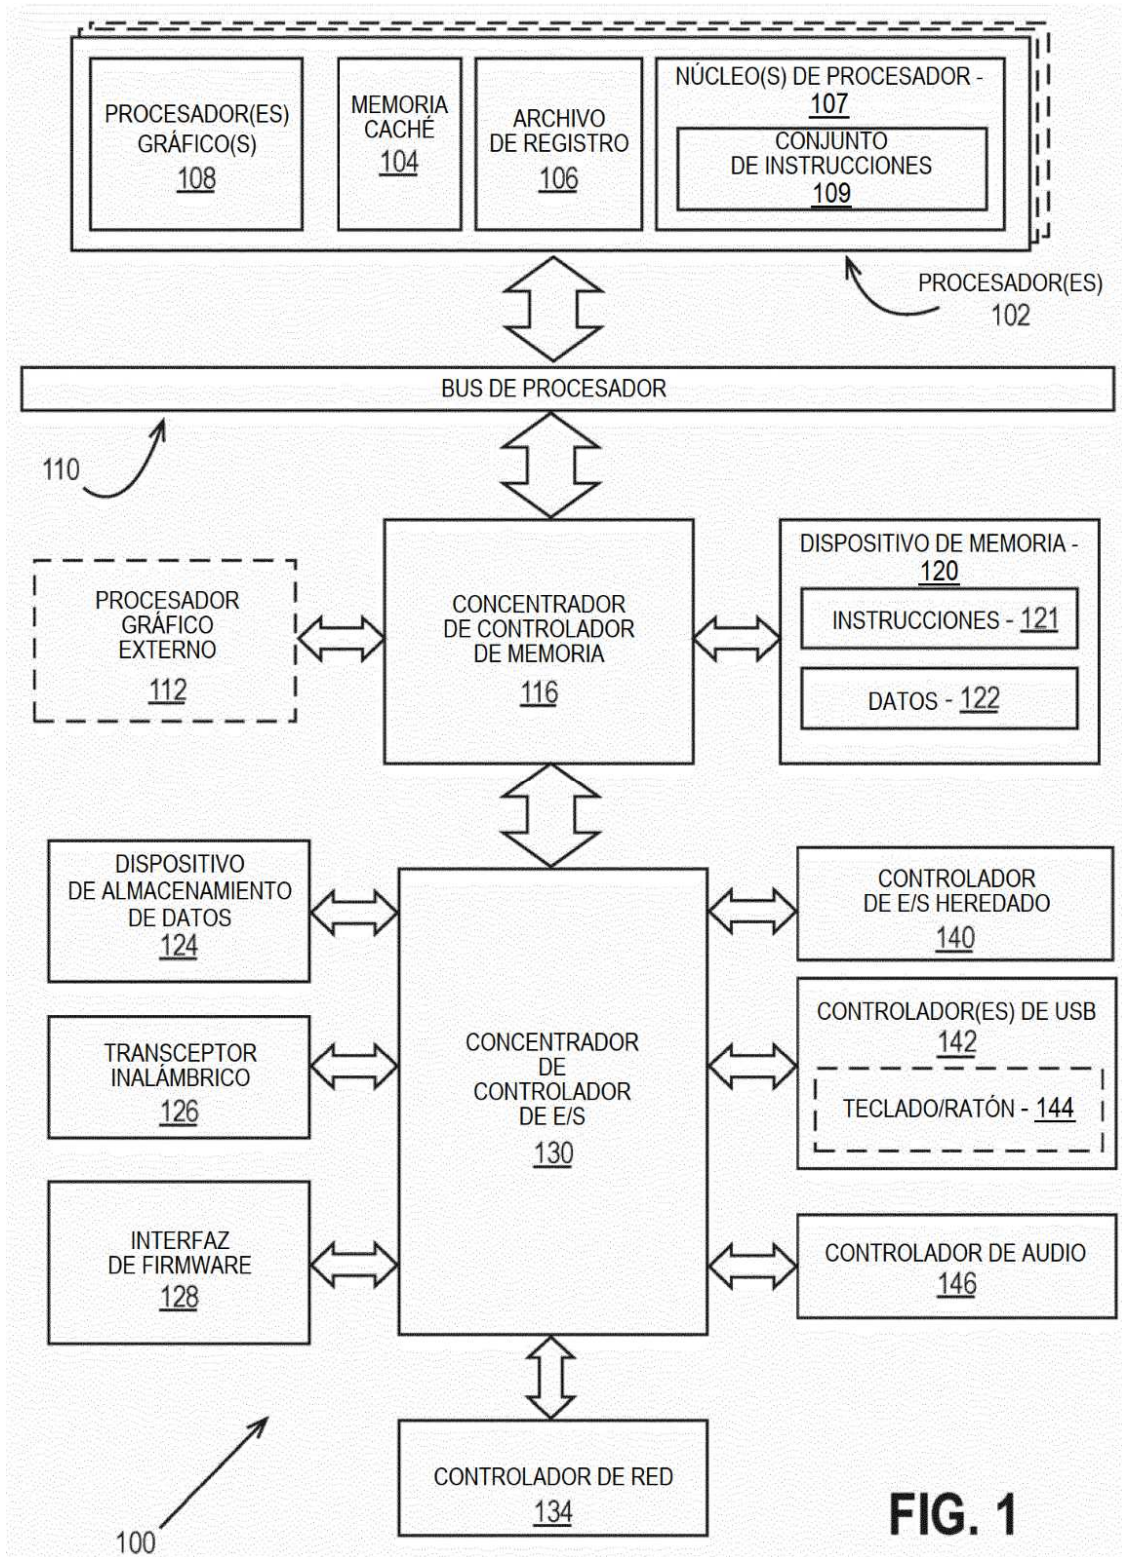 PROCESADOR(ES)
GRÁFICO(S)
108
MEMORIA
CACHÉ
104
ARCHIVO
DE REGISTRO
106
NÚCLEO(S) DE PROCESADOR -
107
CONJUNTO
DE INSTRUCCIONES
109
PROCESADOR(ES)
102
BUS DE PROCESADOR
110
PROCESADOR
GRÁFICO
EXTERNO
112
CONCENTRADOR
DE CONTROLADOR
DE MEMORIA
116
DISPOSITIVO DE MEMORIA -
120
INSTRUCCIONES - 121
DATOS - 122
DISPOSITIVO
DE ALMACENAMIENTO
DE DATOS
124
TRANSCEPTOR
INALÁMBRICO
126
INTERFAZ
DE FIRMWARE
128
CONCENTRADOR
DE
CONTROLADOR
DE E/S
130
CONTROLADOR
DE E/S HEREDADO
140
CONTROLADOR(ES) DE USB
142
TECLADO/RATÓN - 144
CONTROLADOR DE AUDIO
146
CONTROLADOR DE RED
134
100
FIG. 1